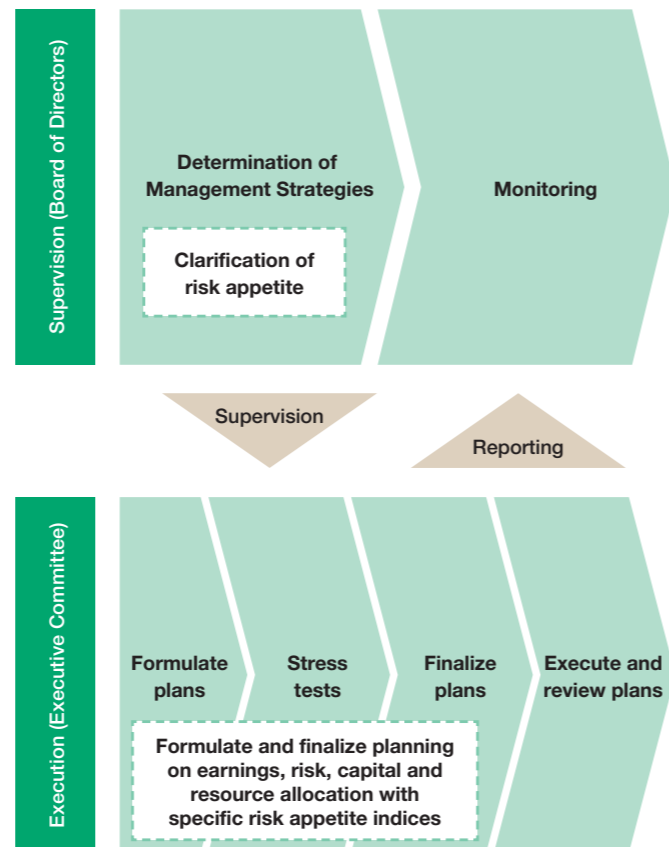 Supervision (Board of Directors)
Determination of
Management Strategies
Clarification of
risk appetite
Monitoring
Supervision
Reporting
Execution (Executive Committee)
Formulate
plans
Stress
tests
Finalize
plans
Execute and
review plans
Formulate and finalize planning
on earnings, risk, capital and
resource allocation with
specific risk appetite indices